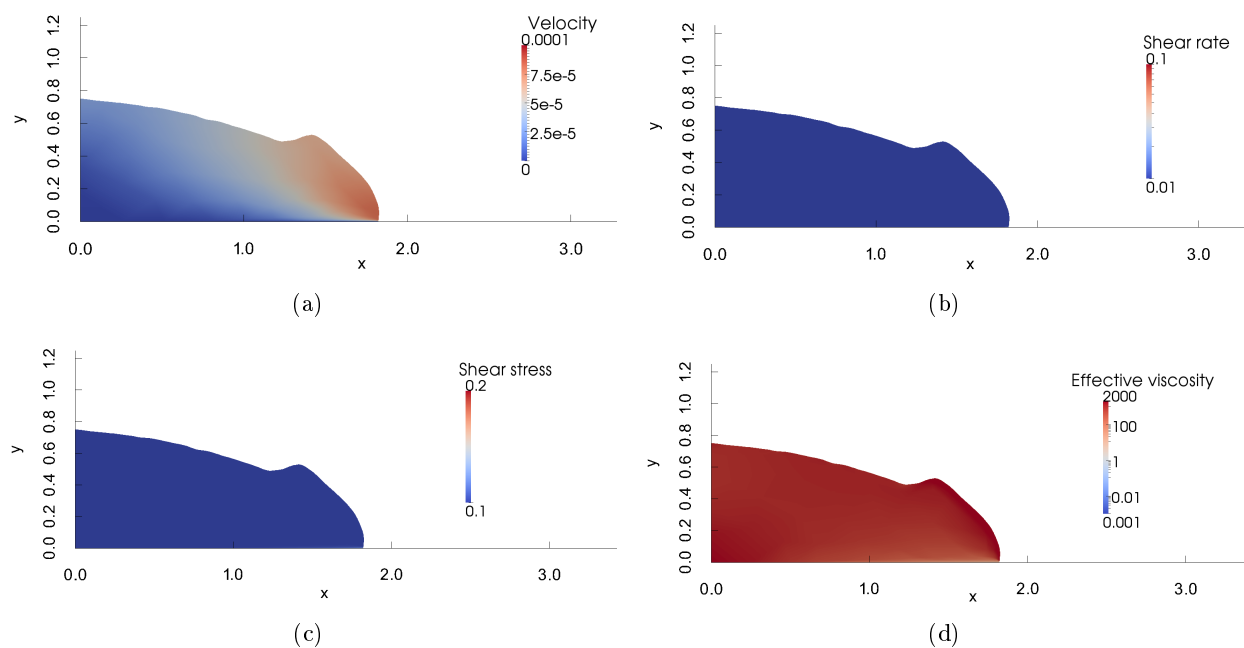 Velocity
0.0001
7.5e-5
5e-5
2.5e-5
0
y
0.0 0.2 0.4 0.6 0.8 1.0 1.2
0.0 1.0 2.0 3.0
x
(a)
Shear rate
0.1
0.01
y
0.0 0.2 0.4 0.6 0.8 1.0 1.2
0.0 1.0 2.0 3.0
x
(b)
Shear stress
0.2
0.1
y
0.0 0.2 0.4 0.6 0.8 1.0 1.2
0.0 1.0 2.0 3.0
x
(c)
Effective viscosity
2000
100
1
0.01
0.001
y
0.0 0.2 0.4 0.6 0.8 1.0 1.2
0.0 1.0 2.0 3.0
x
(d)